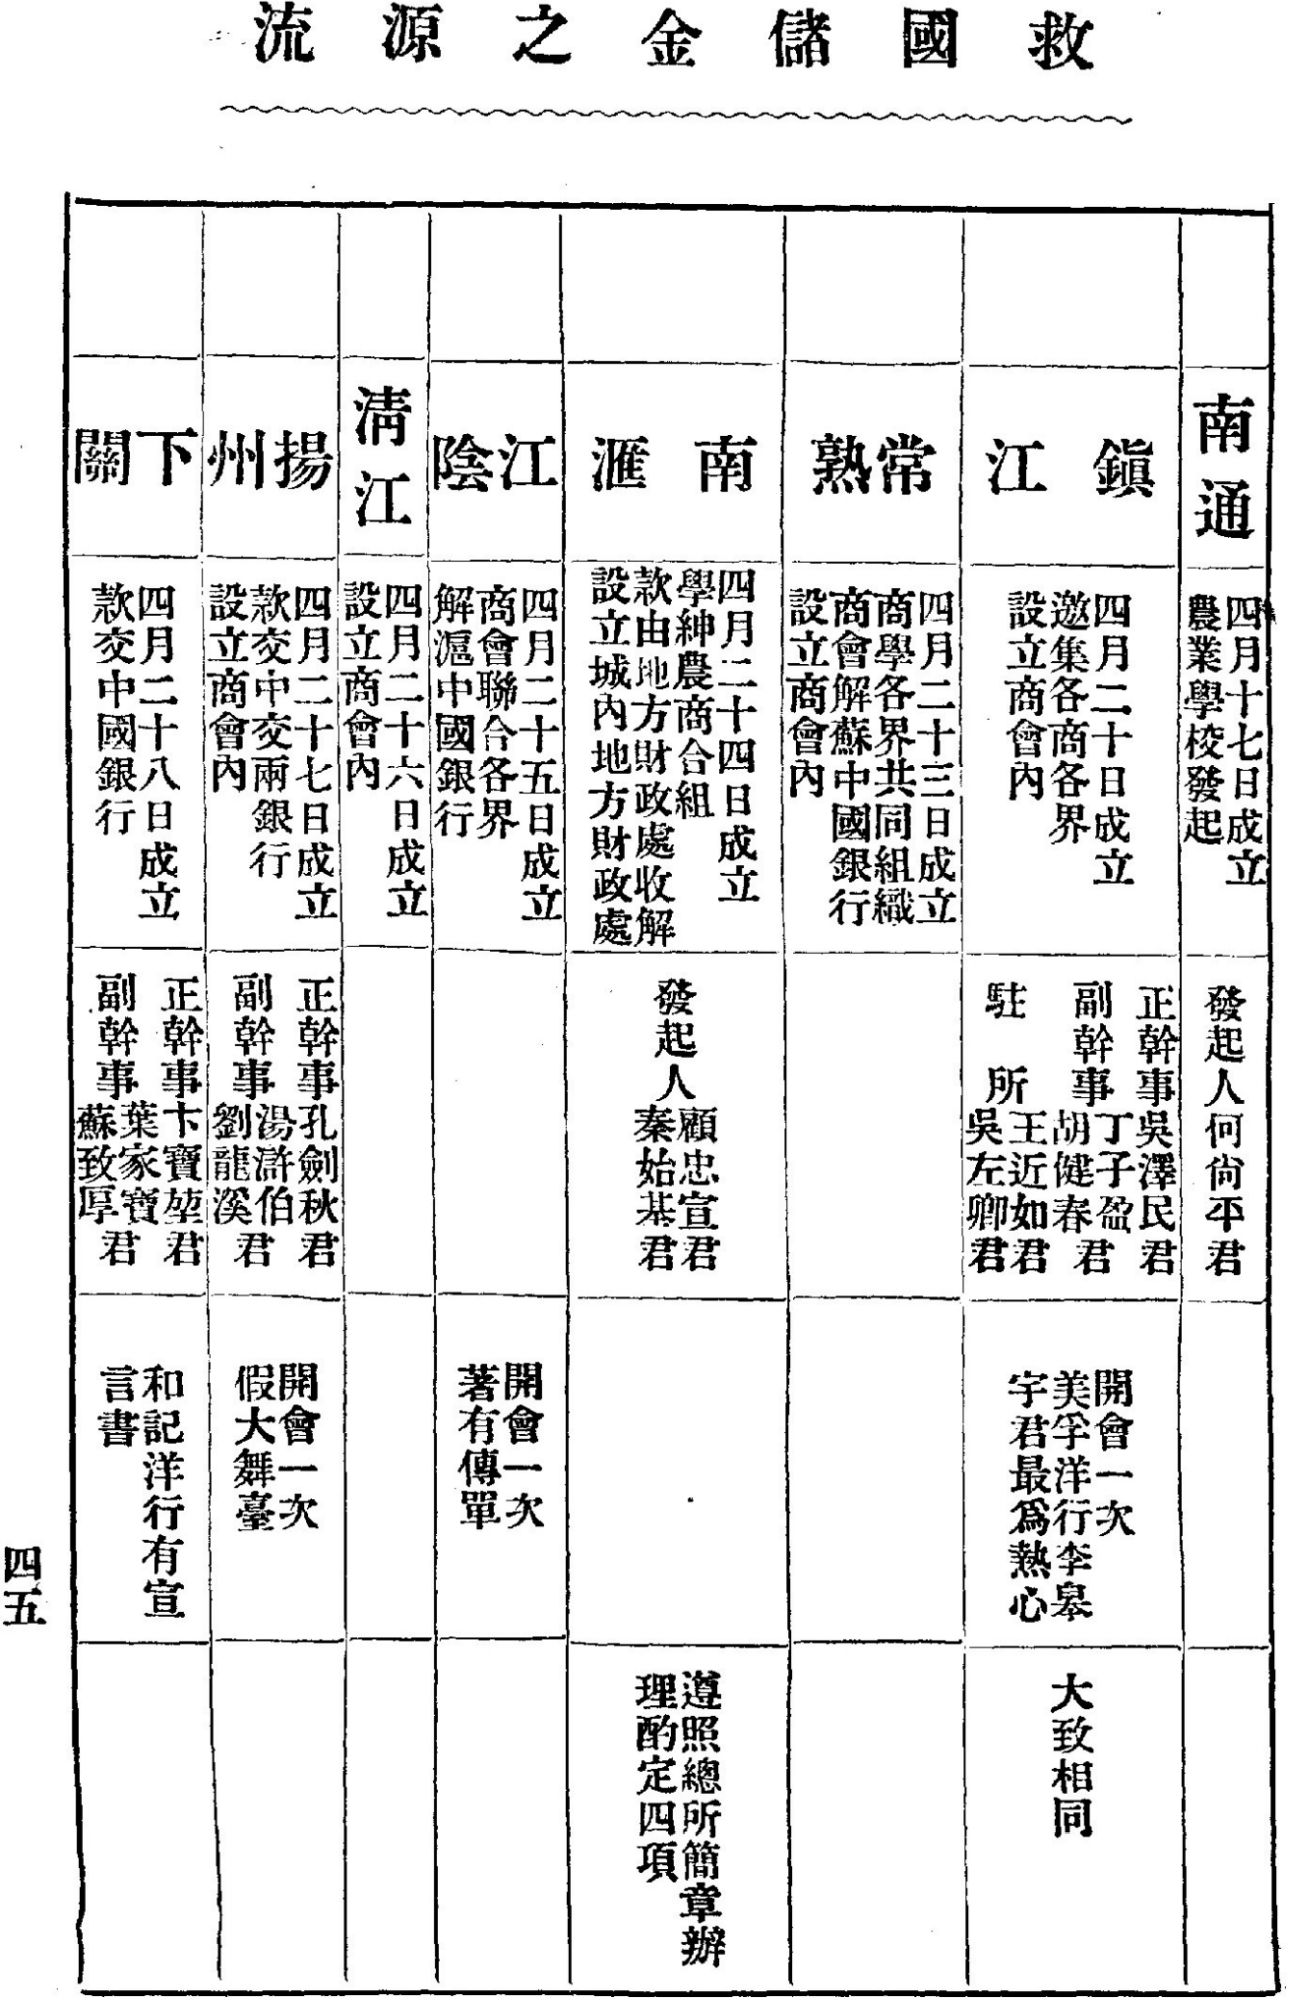 救國儲金之源流
南通
四月十七日成立
農業學校發起
發起人何尙平君
鎭江
四月二十日成立
邀集各商各界
設立商會內
正幹事吳澤民君
副幹事丁子盈君
胡健春
駐所王近如君
吳左卿君
開會一次
美孚洋行李皋
宇君最爲熱心
大致相同
常熟
四月二十三日成立
商學各界共同組織
商會解蘇中國銀行
設立商會內
南滙
四月二十四日成立
學紳農商合組
款由地方財政處收解
設立城內地方財政處
發起人顧忠宣君
秦始基君
遵照總所簡章辦
理酌定四項
江陰
四月二十五日成立
商會聯合各界
解滬中國銀行
開會一次
著有傳單
淸江
四月二十六日成立
設立商會內
揚州
四月二十七日成立
款交中交兩銀行
設立商會內
正幹事孔劍秋君
副幹事湯滸伯君
劉龍溪
開會一次
假大舞臺
下關
四月二十八日成立
款交中國銀行
正幹事卞寶堃君
副幹事葉家寶君
蘇致厚
和記洋行有宣
言書
四五